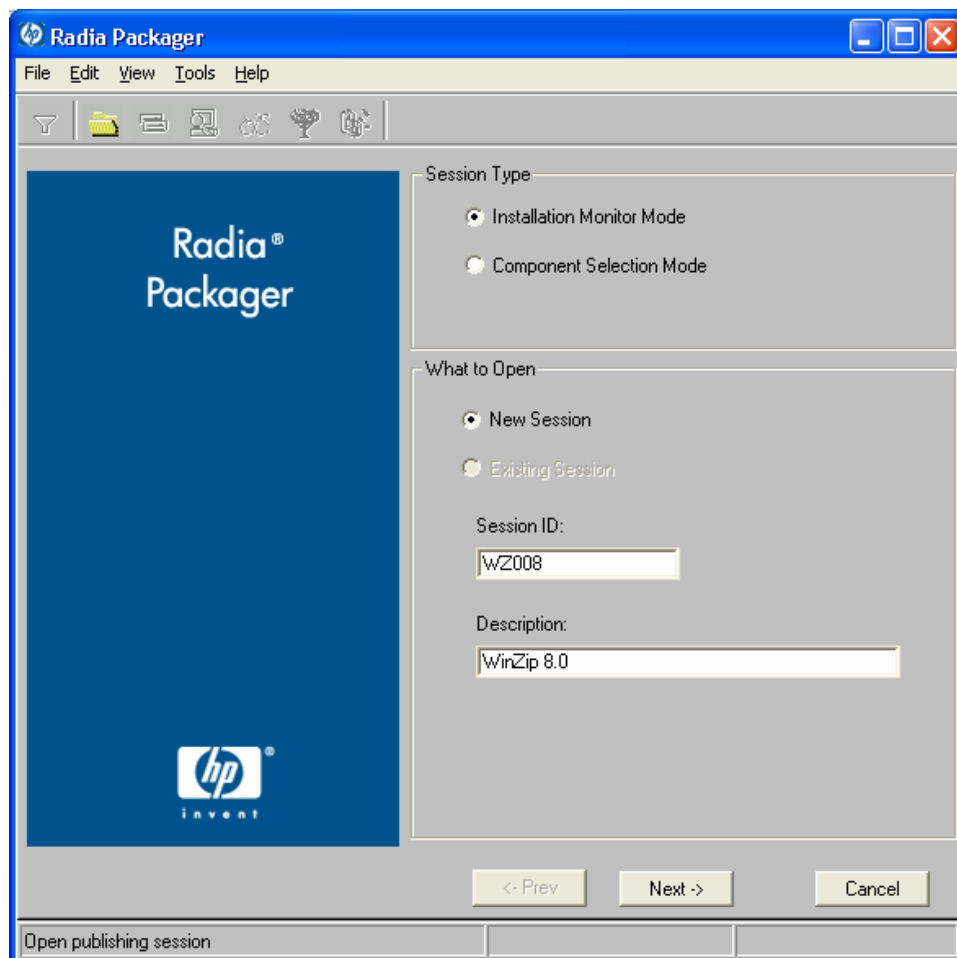 Radia Packager
File Edit View Tools Help
Radia®
Packager
hp®
invent
Session Type
Installation Monitor Mode
Component Selection Mode
What to Open
New Session
Existing Session
Session ID:
WZ008
Description:
WinZip 8.0
<- Prev
Next ->
Cancel
Open publishing session